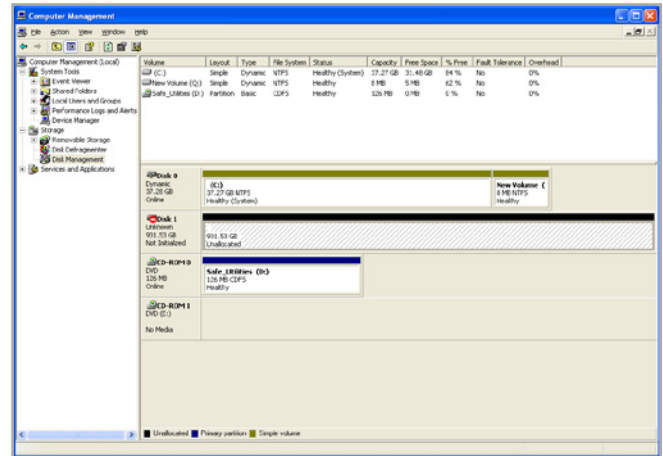 Computer Management
File Action View Window Help
Computer Management (Local)
System Tools
Event Viewer
Shared Folders
Local Users and Groups
Performance Logs and Alerts
Device Manager
Storage
Removable Storage
Disk Defragmenter
Disk Management
Services and Applications
Volume Layout Type File System Status Capacity Free Space % Free Fault Tolerance Overhead
(C:) Simple Dynamic NTFS Healthy (System) 37.27 GB 31.48 GB 84 % No 0%
New Volume (Q:) Simple Dynamic NTFS Healthy 8 MB 5 MB 62 % No 0%
Safe_Utilities (D:) Partition Basic CDFS Healthy 126 MB 0 MB 0 % No 0%
Disk 0
Dynamic
37.28 GB
Online
(C:)
37.27 GB NTFS
Healthy (System)
New Volume (
8 MB NTFS
Healthy
Disk 1
Unknown
931.53 GB
Not Initialized
931.53 GB
Unallocated
CD-ROM 0
DVD
126 MB
Online
Safe_Utilities (D:)
126 MB CDFS
Healthy
CD-ROM 1
DVD (E:)
No Media
Unallocated Primary partition Simple volume